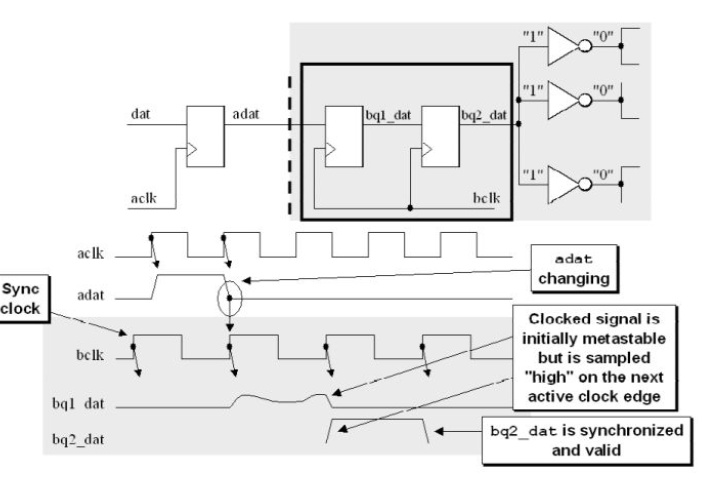 "1" "0"
dat adat bq1_dat bq2_dat "1" "0"
"1" "0"
aclk bclk
aclk
adat
changing
adat
Sync
clock
Clocked signal is
initially metastable
but is sampled
"high" on the next
active clock edge
bclk
bq1_dat
bq2_dat
bq2_dat is synchronized
and valid